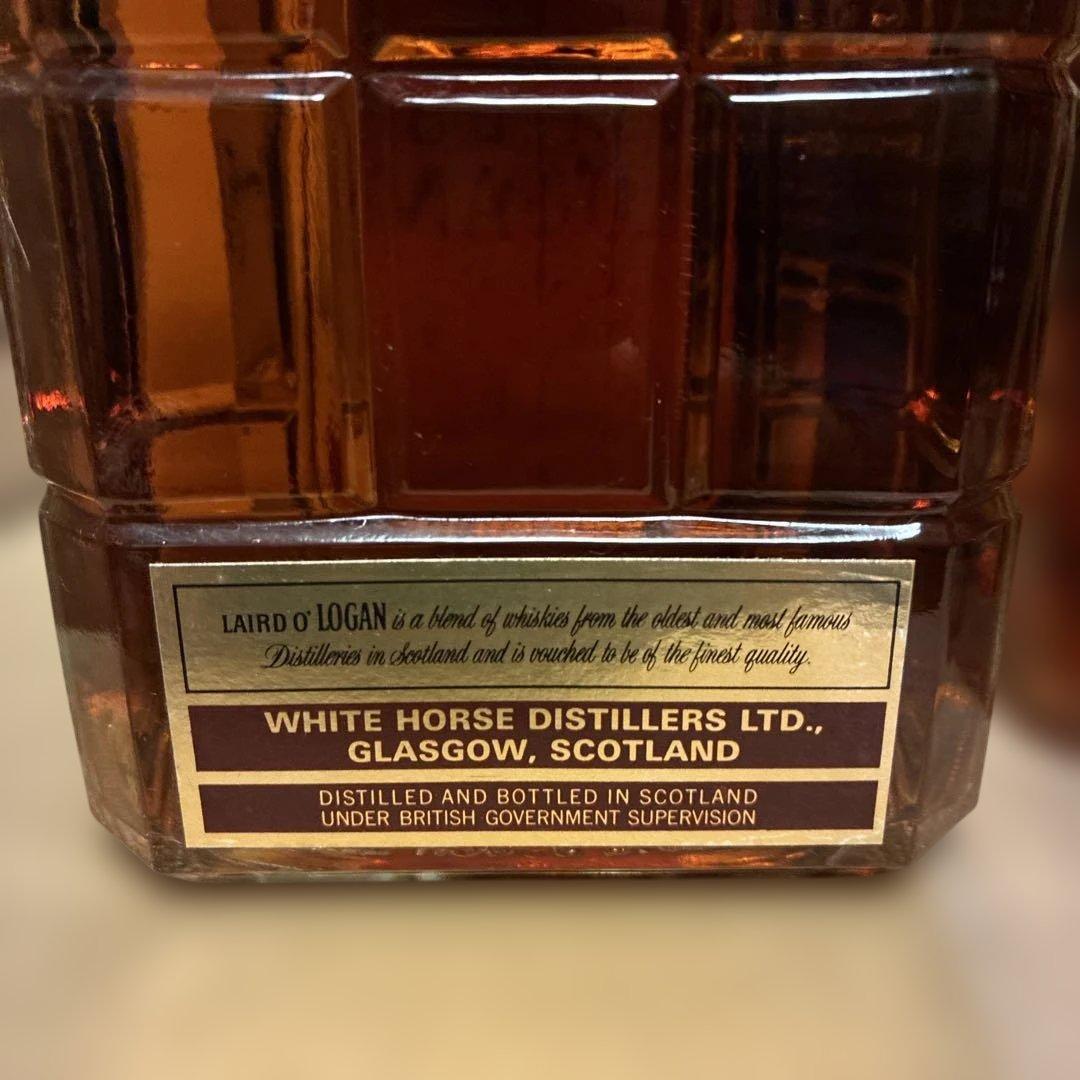 LAIRD O' LOGAN is a blend of whiskies from the oldest and most famous
Distilleries in Scotland and is vouched to be of the finest quality.
WHITE HORSE DISTILLERS LTD.,
GLASGOW, SCOTLAND
DISTILLED AND BOTTLED IN SCOTLAND
UNDER BRITISH GOVERNMENT SUPERVISION